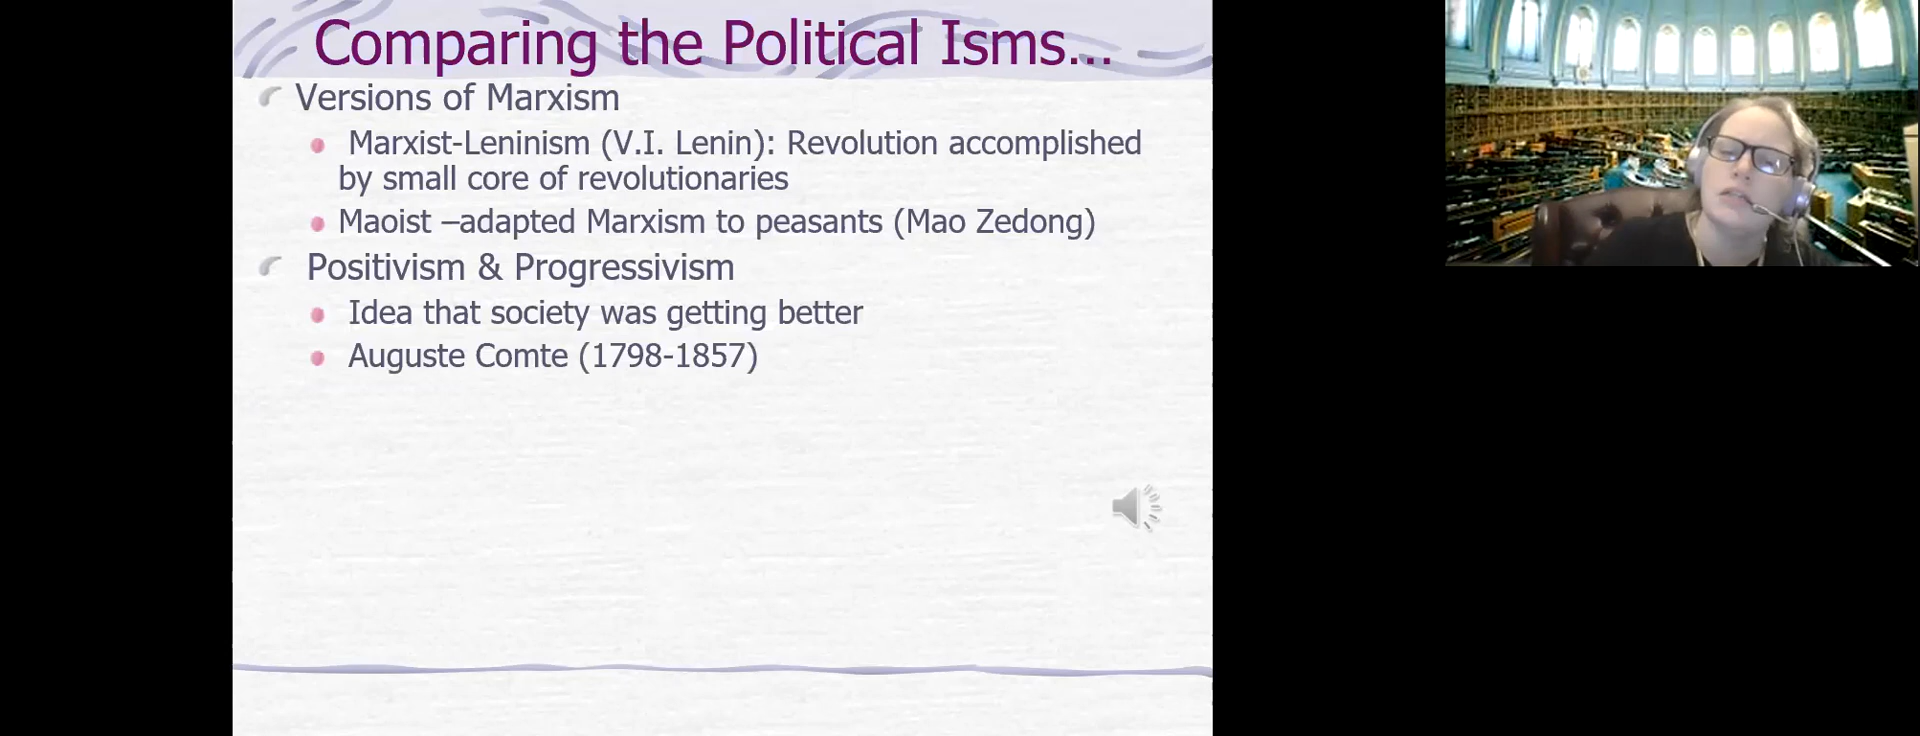 Comparing the Political Isms...
Versions of Marxism
Marxist-Leninism (V.I. Lenin): Revolution accomplished
by small core of revolutionaries
Maoist –adapted Marxism to peasants (Mao Zedong)
Positivism & Progressivism
Idea that society was getting better
Auguste Comte (1798-1857)